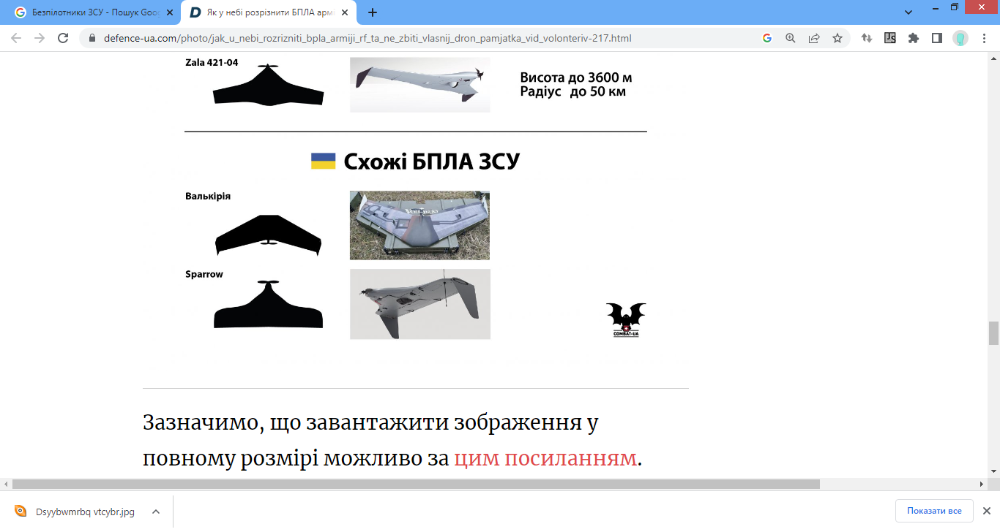 Безпілотники ЗСУ - Пошук Goo
Як у небі розрізнити БПЛА армі
defence-ua.com/photo/jak_u_nebi_rozrizniti_bpla_armiji_rf_ta_ne_zbiti_vlasnij_dron_pamjatka_vid_volonteriv-217.html
Zala 421-04
Висота до 3600 м
Радіус до 50 км
Схожі БПЛА ЗСУ
Валькірія
Sparrow
COMBAT-UA
Зазначимо, що завантажити зображення у
повному розмірі можливо за цим посиланням.
Dsyybwmrbq vtcybr.jpg
Показати все